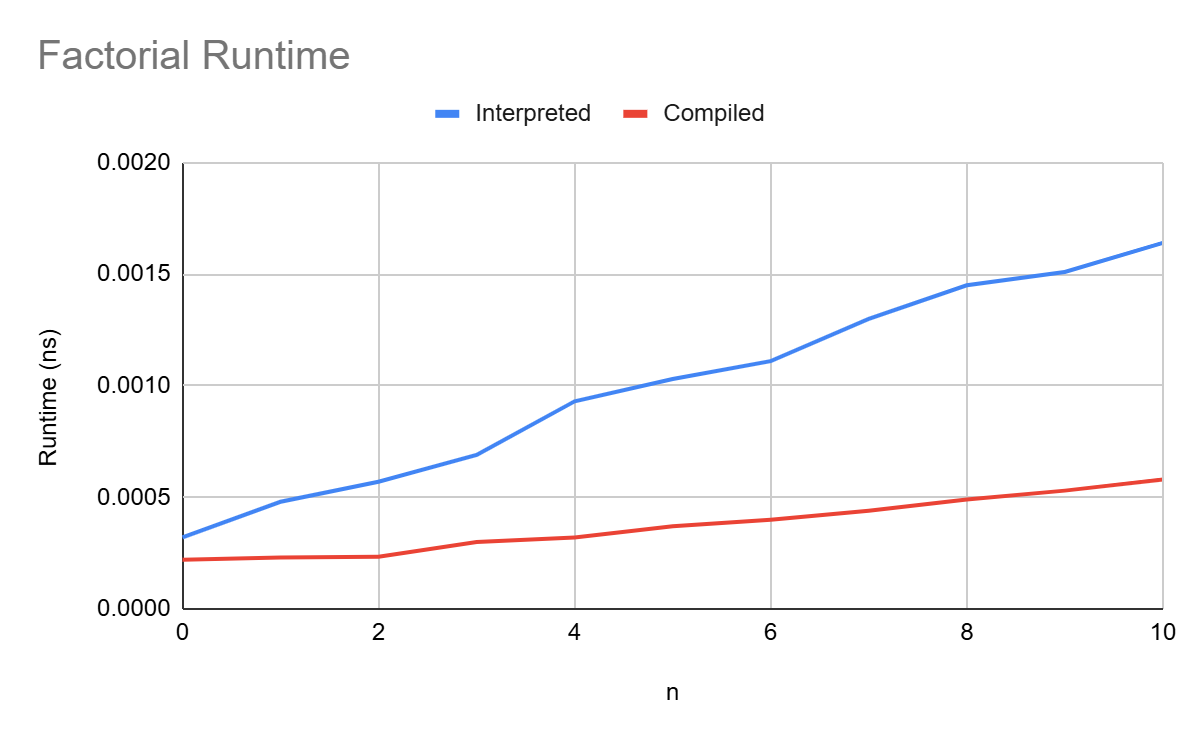 Factorial Runtime
Interpreted Compiled
0.0020
0.0015
0.0010
0.0005
0.0000
Runtime (ns)
0 2 4 6 8 10
n